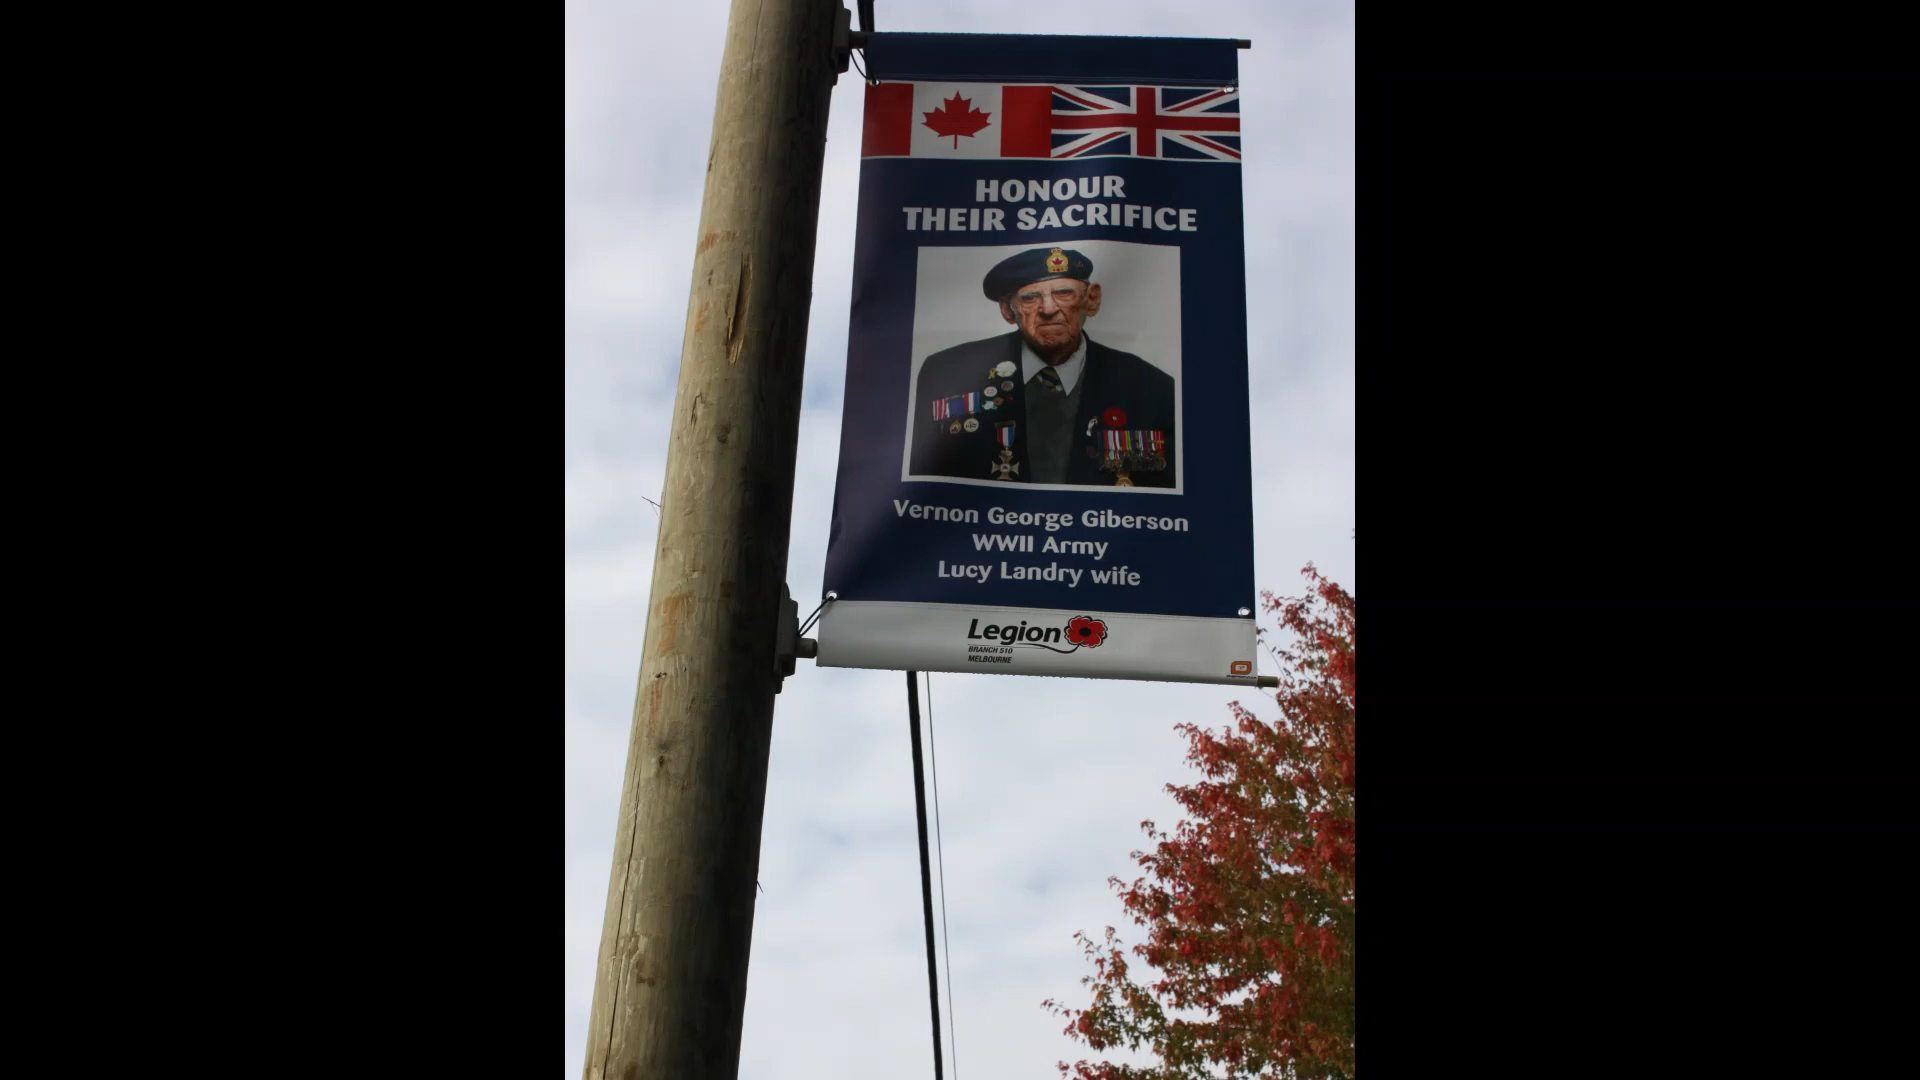 HONOUR
THEIR SACRIFICE
Vernon George Giberson
WWII Army
Lucy Landry wife
Legion
BRANCH 510
MELBOURNE